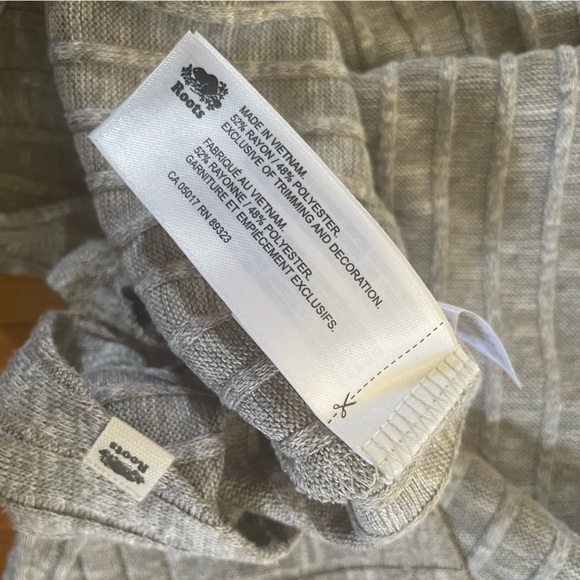 Roots
MADE IN VIETNAM.
52% RAYON / 48% POLYESTER.
EXCLUSIVE OF TRIMMING AND DECORATION.
FABRIQUÉ AU VIETNAM.
52% RAYONNE / 48% POLYESTER.
GARNITURE ET EMPIÈCEMENT EXCLUSIFS.
CA 05017 RN 89323
Roots